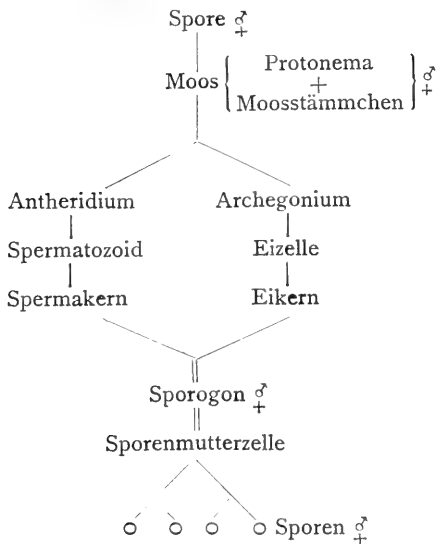 Spore ⚥
Moos { Protonema + Moosstämmchen } ⚥
Antheridium Archegonium
Spermatozoid Eizelle
Spermakern Eikern
Sporogon ⚥
Sporenmutterzelle
Sporen ⚥